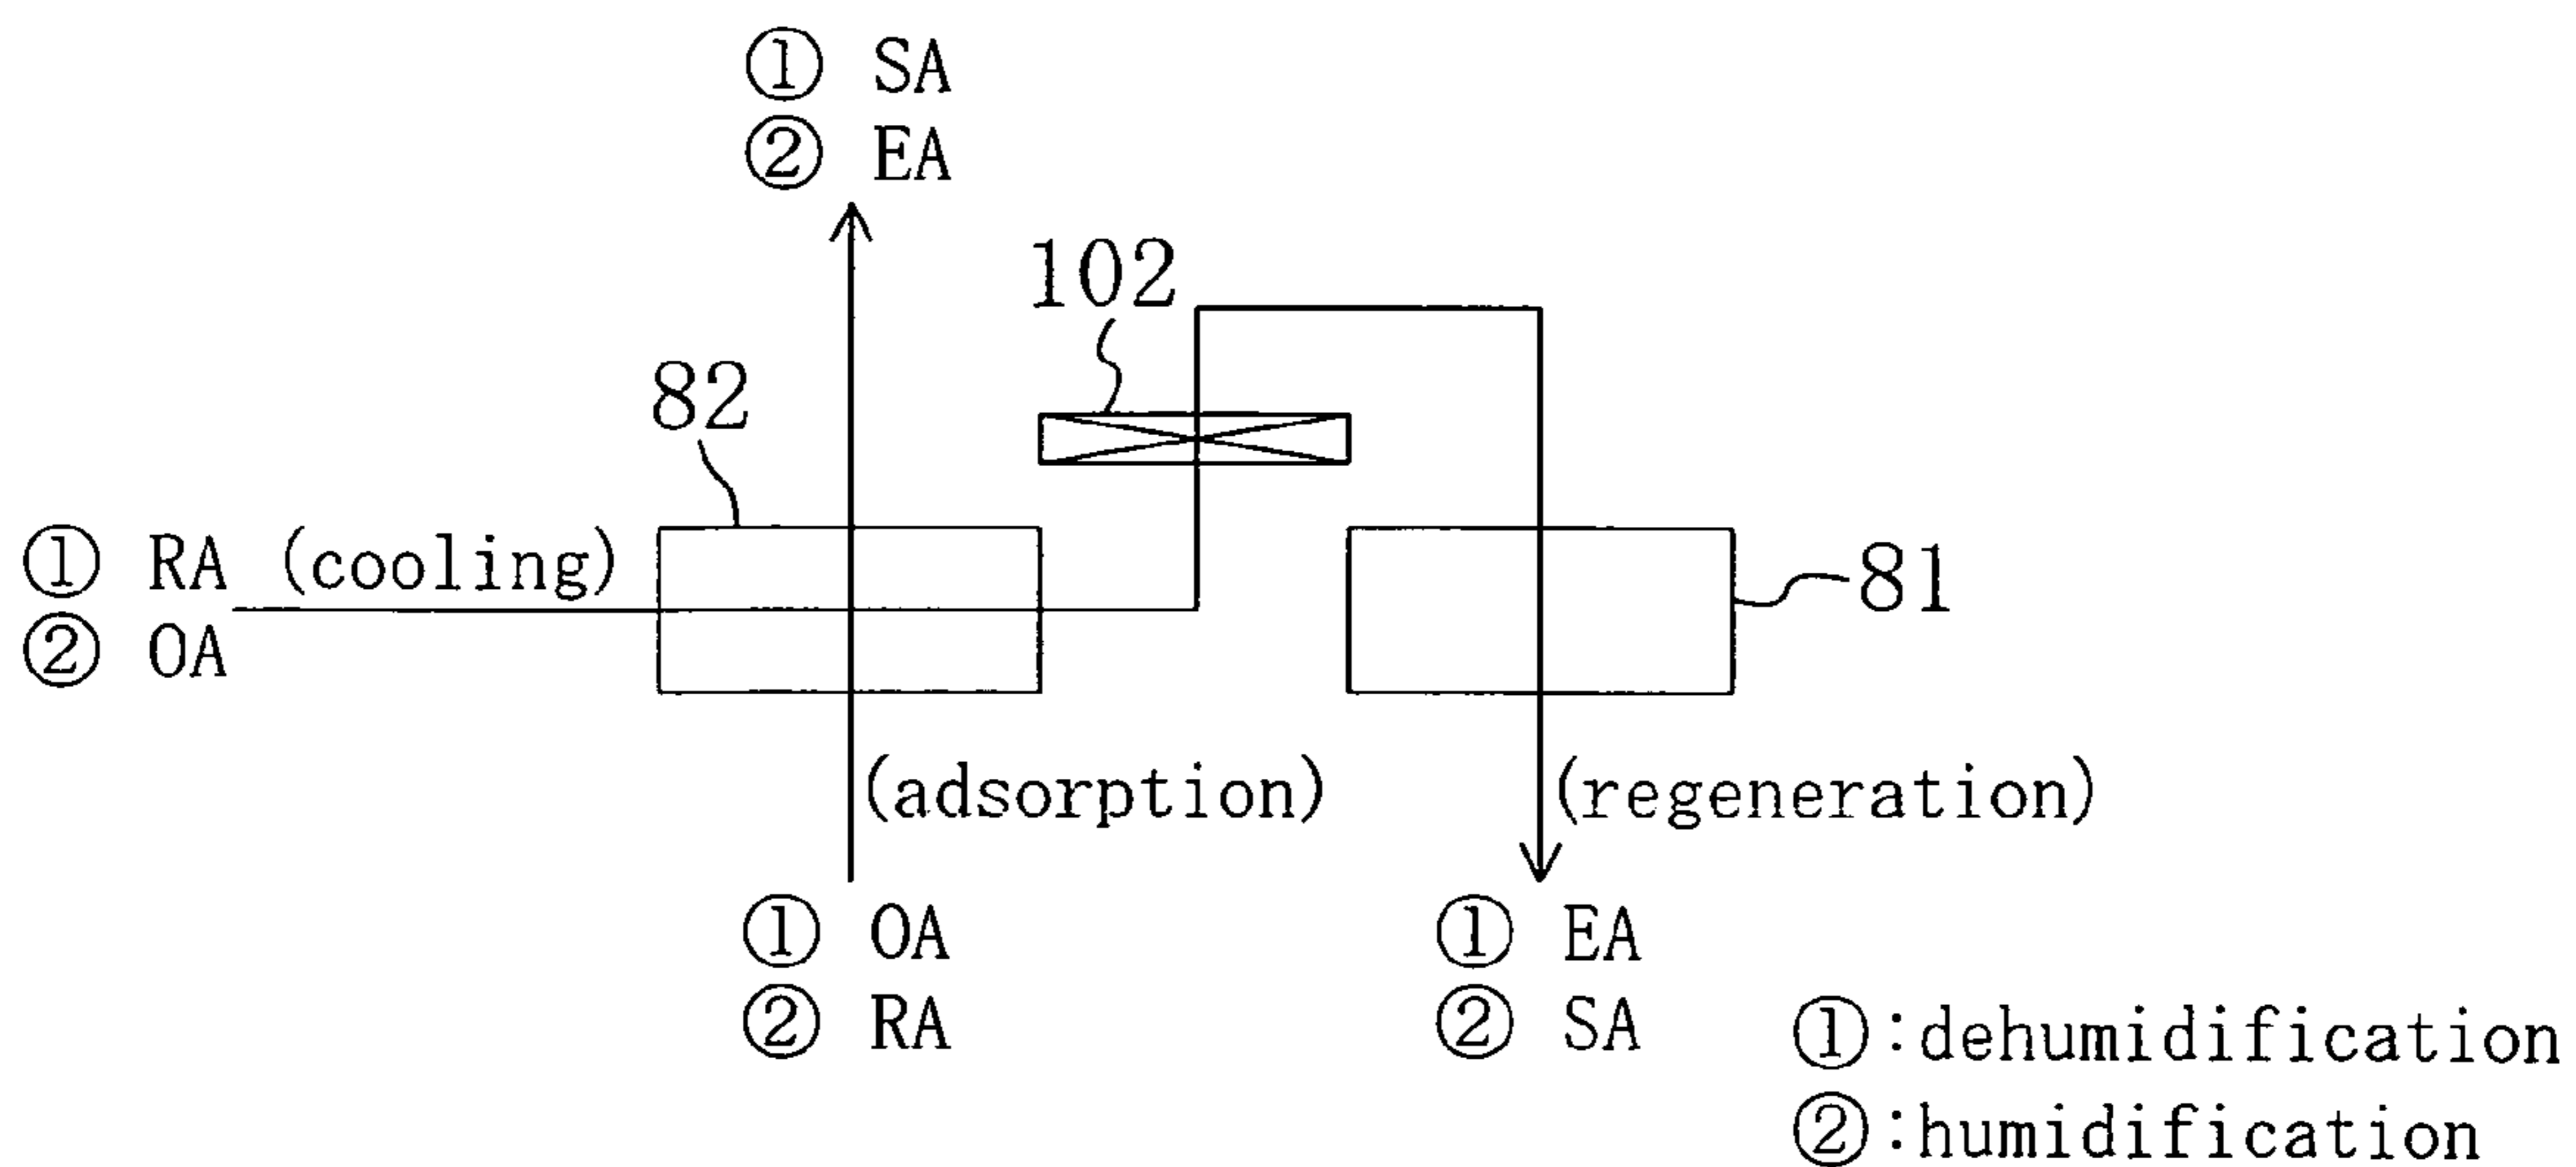 ① SA
② EA
102
82
① RA (cooling)
② OA
81
(adsorption)
(regeneration)
① OA
② RA
① EA
② SA
①:dehumidification
②:humidification